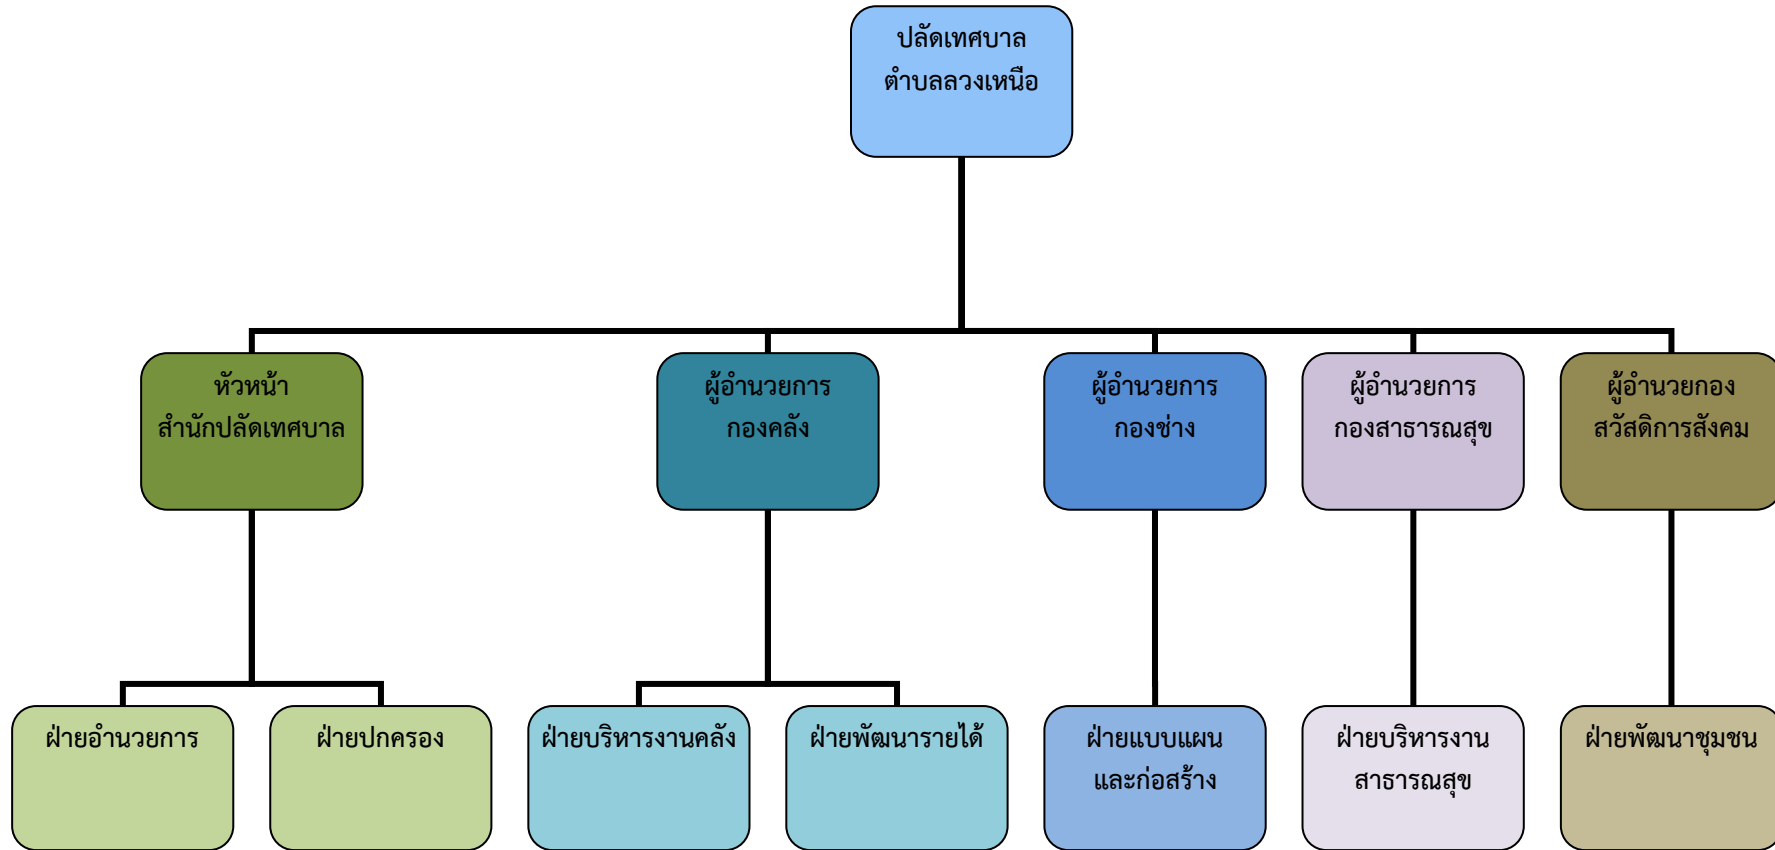 ปลัดเทศบาล
ตำบลลวงเหนือ
หัวหน้า
สำนักปลัดเทศบาล
ผู้อำนวยการ
กองคลัง
ผู้อำนวยการ
กองช่าง
ผู้อำนวยการ
กองสาธารณสุข
ผู้อำนวยกอง
สวัสดิการสังคม
ฝ่ายอำนวยการ
ฝ่ายปกครอง
ฝ่ายบริหารงานคลัง
ฝ่ายพัฒนารายได้
ฝ่ายแบบแผน
และก่อสร้าง
ฝ่ายบริหารงาน
สาธารณสุข
ฝ่ายพัฒนาชุมชน